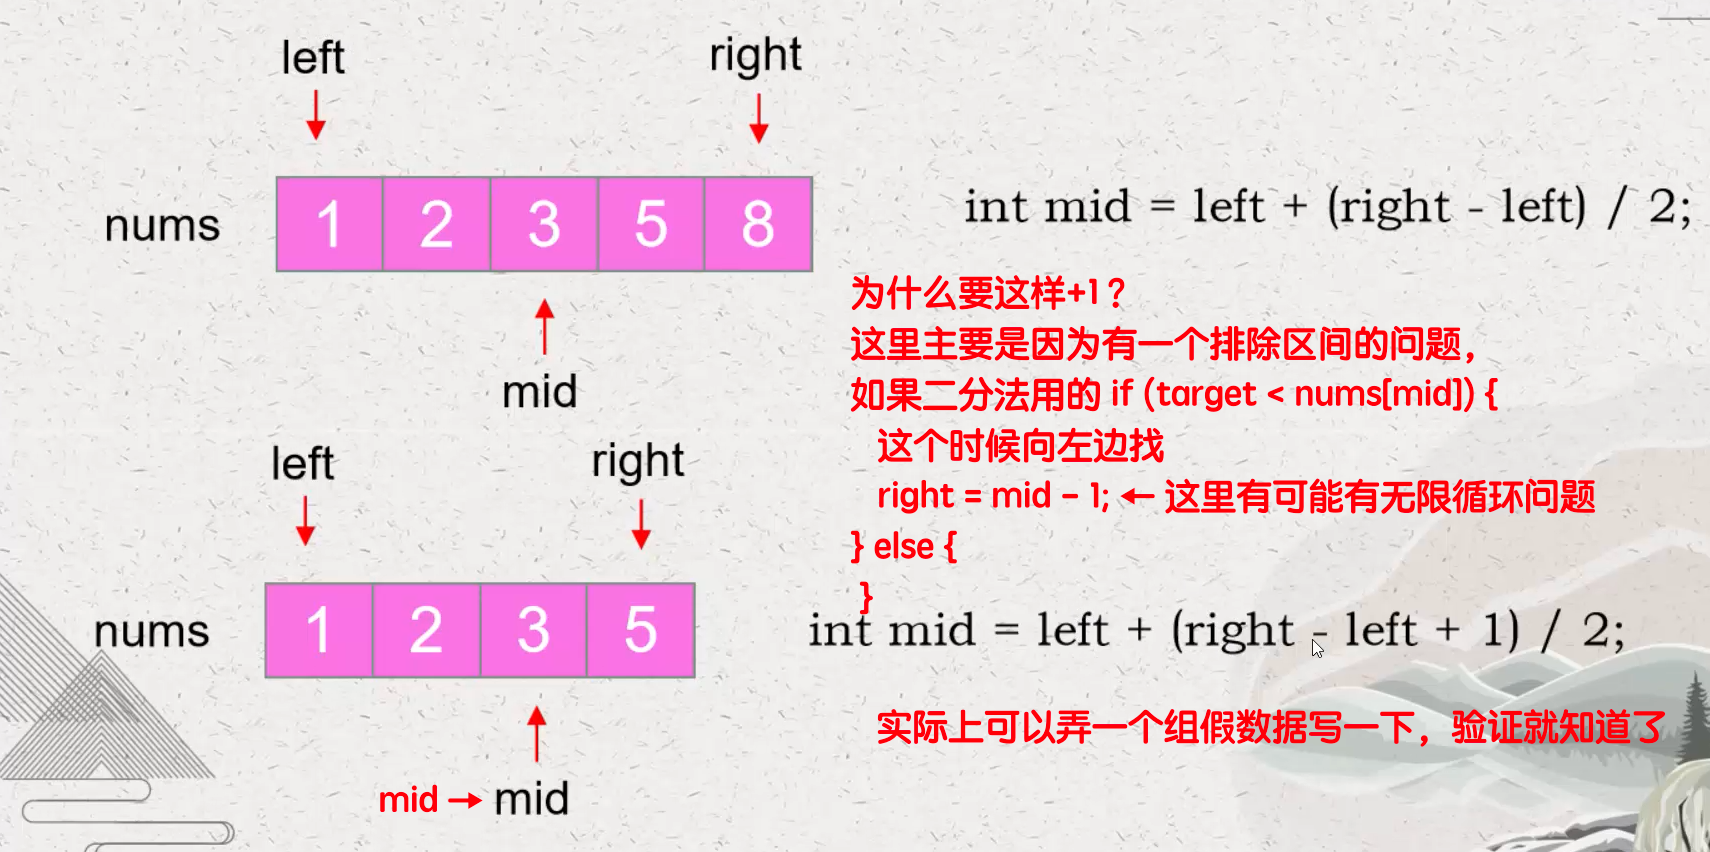 left right
nums 1 2 3 5 8
int mid = left + (right - left) / 2;
mid
为什么要这样+1？
这里主要是因为有一个排除区间的问题，
如果二分法用的 if (target < nums[mid]) {
这个时候向左边找
right = mid - 1; ← 这里有可能有无限循环问题
} else {
}
left right
nums 1 2 3 5
int mid = left + (right - left + 1) / 2;
mid → mid
实际上可以弄一个组假数据写一下，验证就知道了